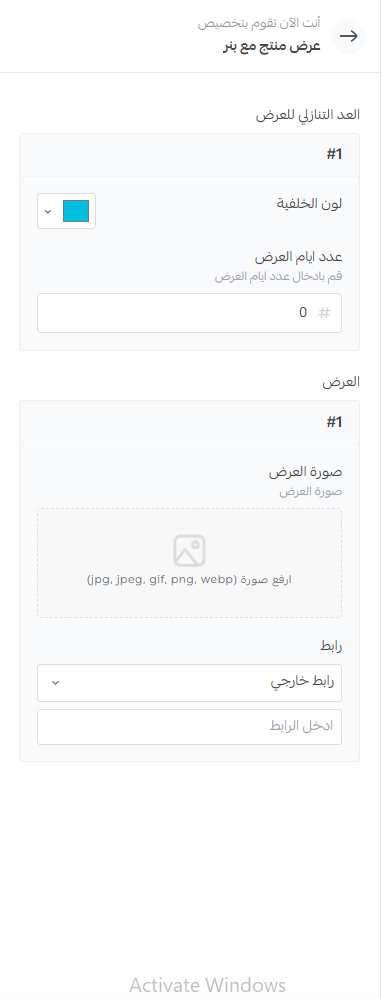 أنت الآن تقوم بتخصيص
عرض منتج مع بنر
العد التنازلي للعرض
#1
لون الخلفية
عدد ايام العرض
قم بادخال عدد ايام العرض
# 0
العرض
#1
صورة العرض
صورة العرض
ارفع صورة (jpg, jpeg, gif, png, webp)
رابط
رابط خارجي
ادخل الرابط
Activate Windows